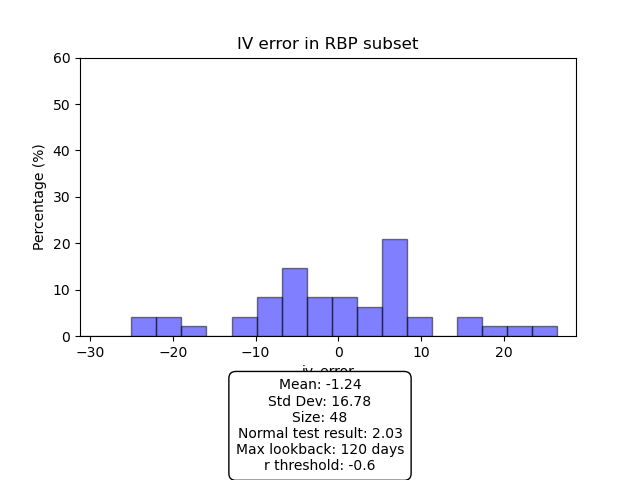 IV error in RBP subset
60
50
40
30
20
10
0
Percentage (%)
−30 −20 −10 0 10 20
iv_error
Mean: -1.24
Std Dev: 16.78
Size: 48
Normal test result: 2.03
Max lookback: 120 days
r threshold: -0.6